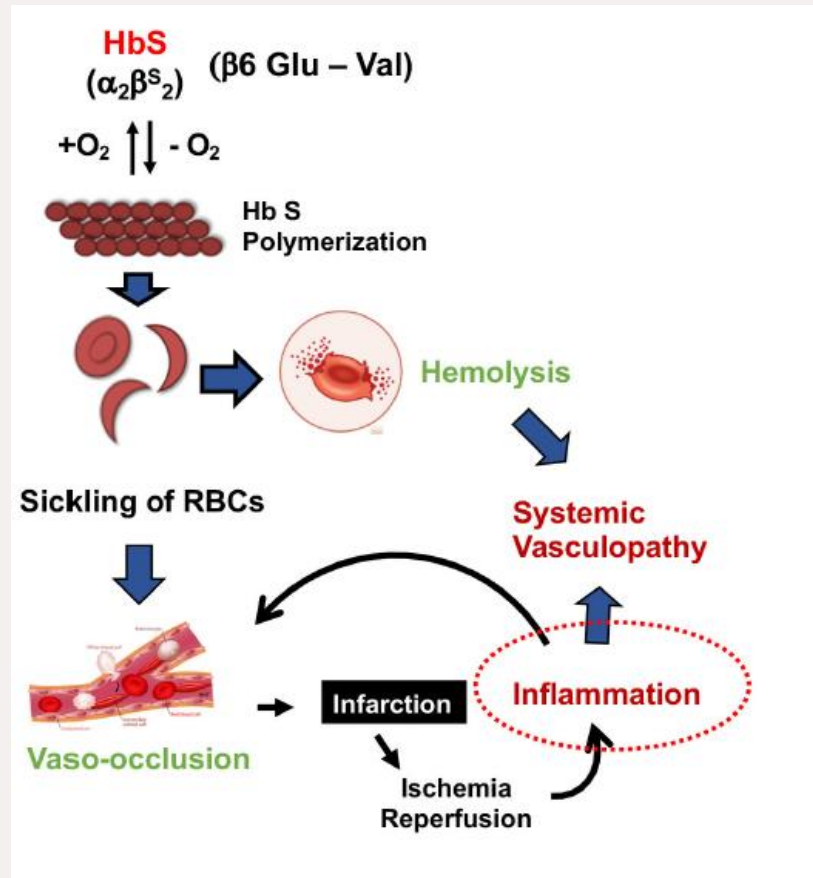 HbS
(α₂βˢ₂)
(β6 Glu – Val)
+O₂
- O₂
Hb S
Polymerization
Hemolysis
Sickling of RBCs
Systemic
Vasculopathy
Vaso-occlusion
Infarction
Inflammation
Ischemia
Reperfusion